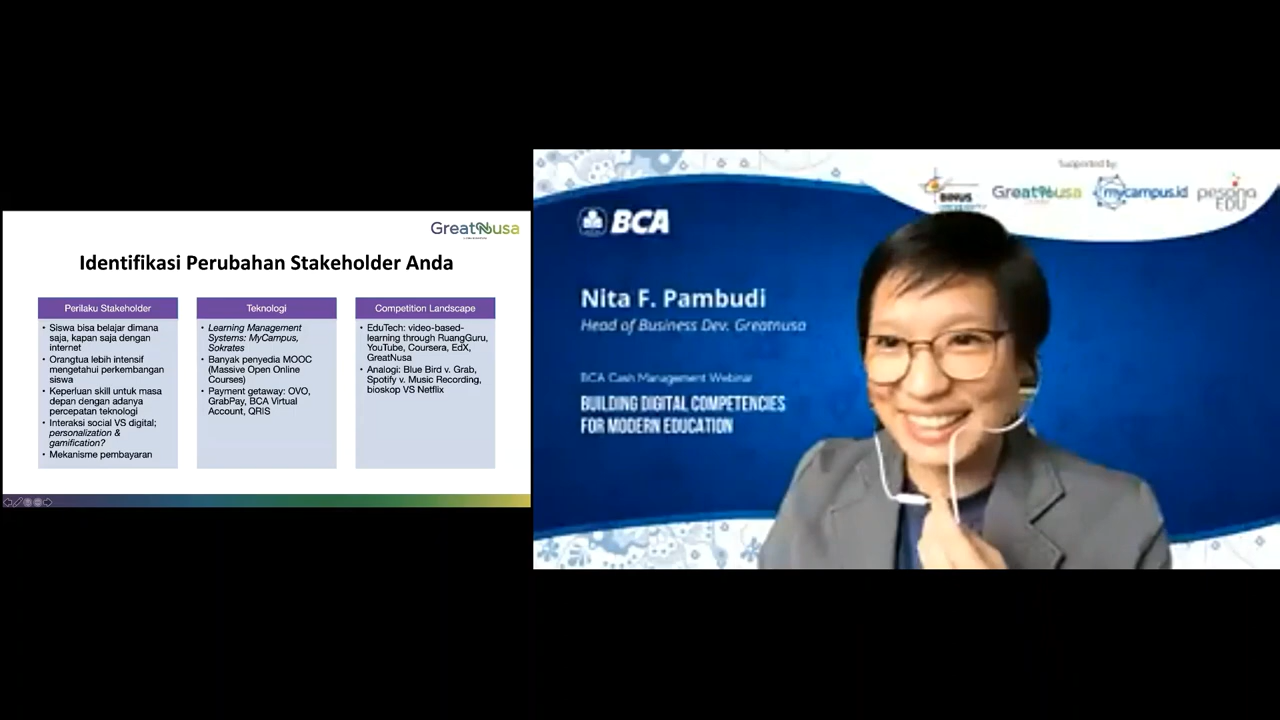 GreatNusa
Identifikasi Perubahan Stakeholder Anda
Perilaku Stakeholder
• Siswa bisa belajar dimana
saja, kapan saja dengan
internet
• Orangtua lebih intensif
mengetahui perkembangan
siswa
• Keperluan skill untuk masa
depan dengan adanya
percepatan teknologi
• Interaksi social VS digital;
personalization &
gamification?
• Mekanisme pembayaran
Teknologi
• Learning Management
Systems: MyCampus,
Sokrates
• Banyak penyedia MOOC
(Massive Open Online
Courses)
• Payment getaway: OVO,
GrabPay, BCA Virtual
Account, QRIS
Competition Landscape
• EduTech: video-based-
learning through RuangGuru,
YouTube, Coursera, EdX,
GreatNusa
• Analogi: Blue Bird v. Grab,
Spotify v. Music Recording,
bioskop VS Netflix
Supported by:
BINUS
GreatNusa
mycampus.id
pesona
EDU
BCA
Nita F. Pambudi
Head of Business Dev. Greatnusa
BCA Cash Management Webinar
BUILDING DIGITAL COMPETENCIES
FOR MODERN EDUCATION